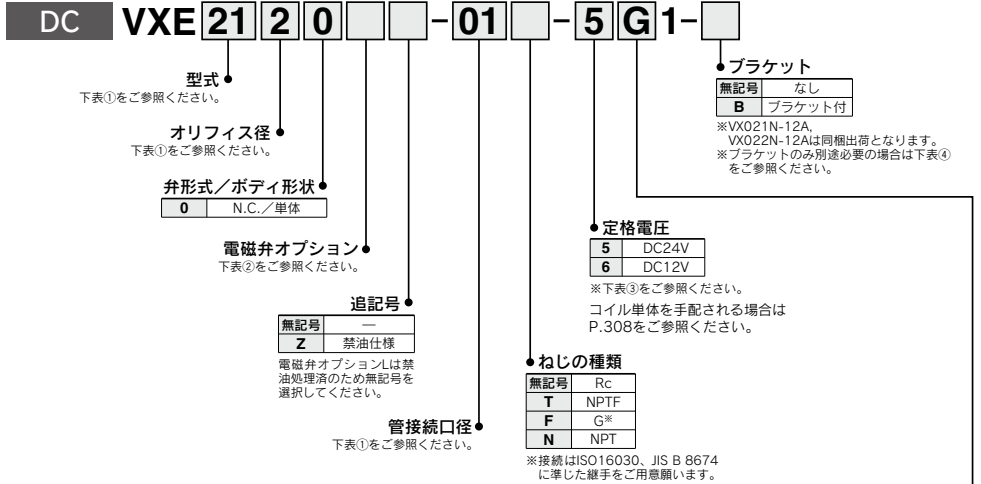 DC VXE 21 2 0 - 01 - 5 G 1-
ブラケット
無記号 なし
B ブラケット付
※VX021N-12A,
VX022N-12Aは同梱出荷となります。
※ブラケットのみ別途必要の場合は下表④
をご参照ください。
型式
下表①をご参照ください。
オリフィス径
下表①をご参照ください。
弁形式／ボディ形状
0 N.C.／単体
電磁弁オプション
下表②をご参照ください。
追記号
無記号 —
Z 禁油仕様
電磁弁オプションLは禁
油処理済のため無記号を
選択してください。
管接続口径
下表①をご参照ください。
定格電圧
5 DC24V
6 DC12V
※下表③をご参照ください。
コイル単体を手配される場合は
P.308をご参照ください。
ねじの種類
無記号 Rc
T NPTF
F G※
N NPT
※接続はISO16030、JIS B 8674
に準じた継手をご用意願います。